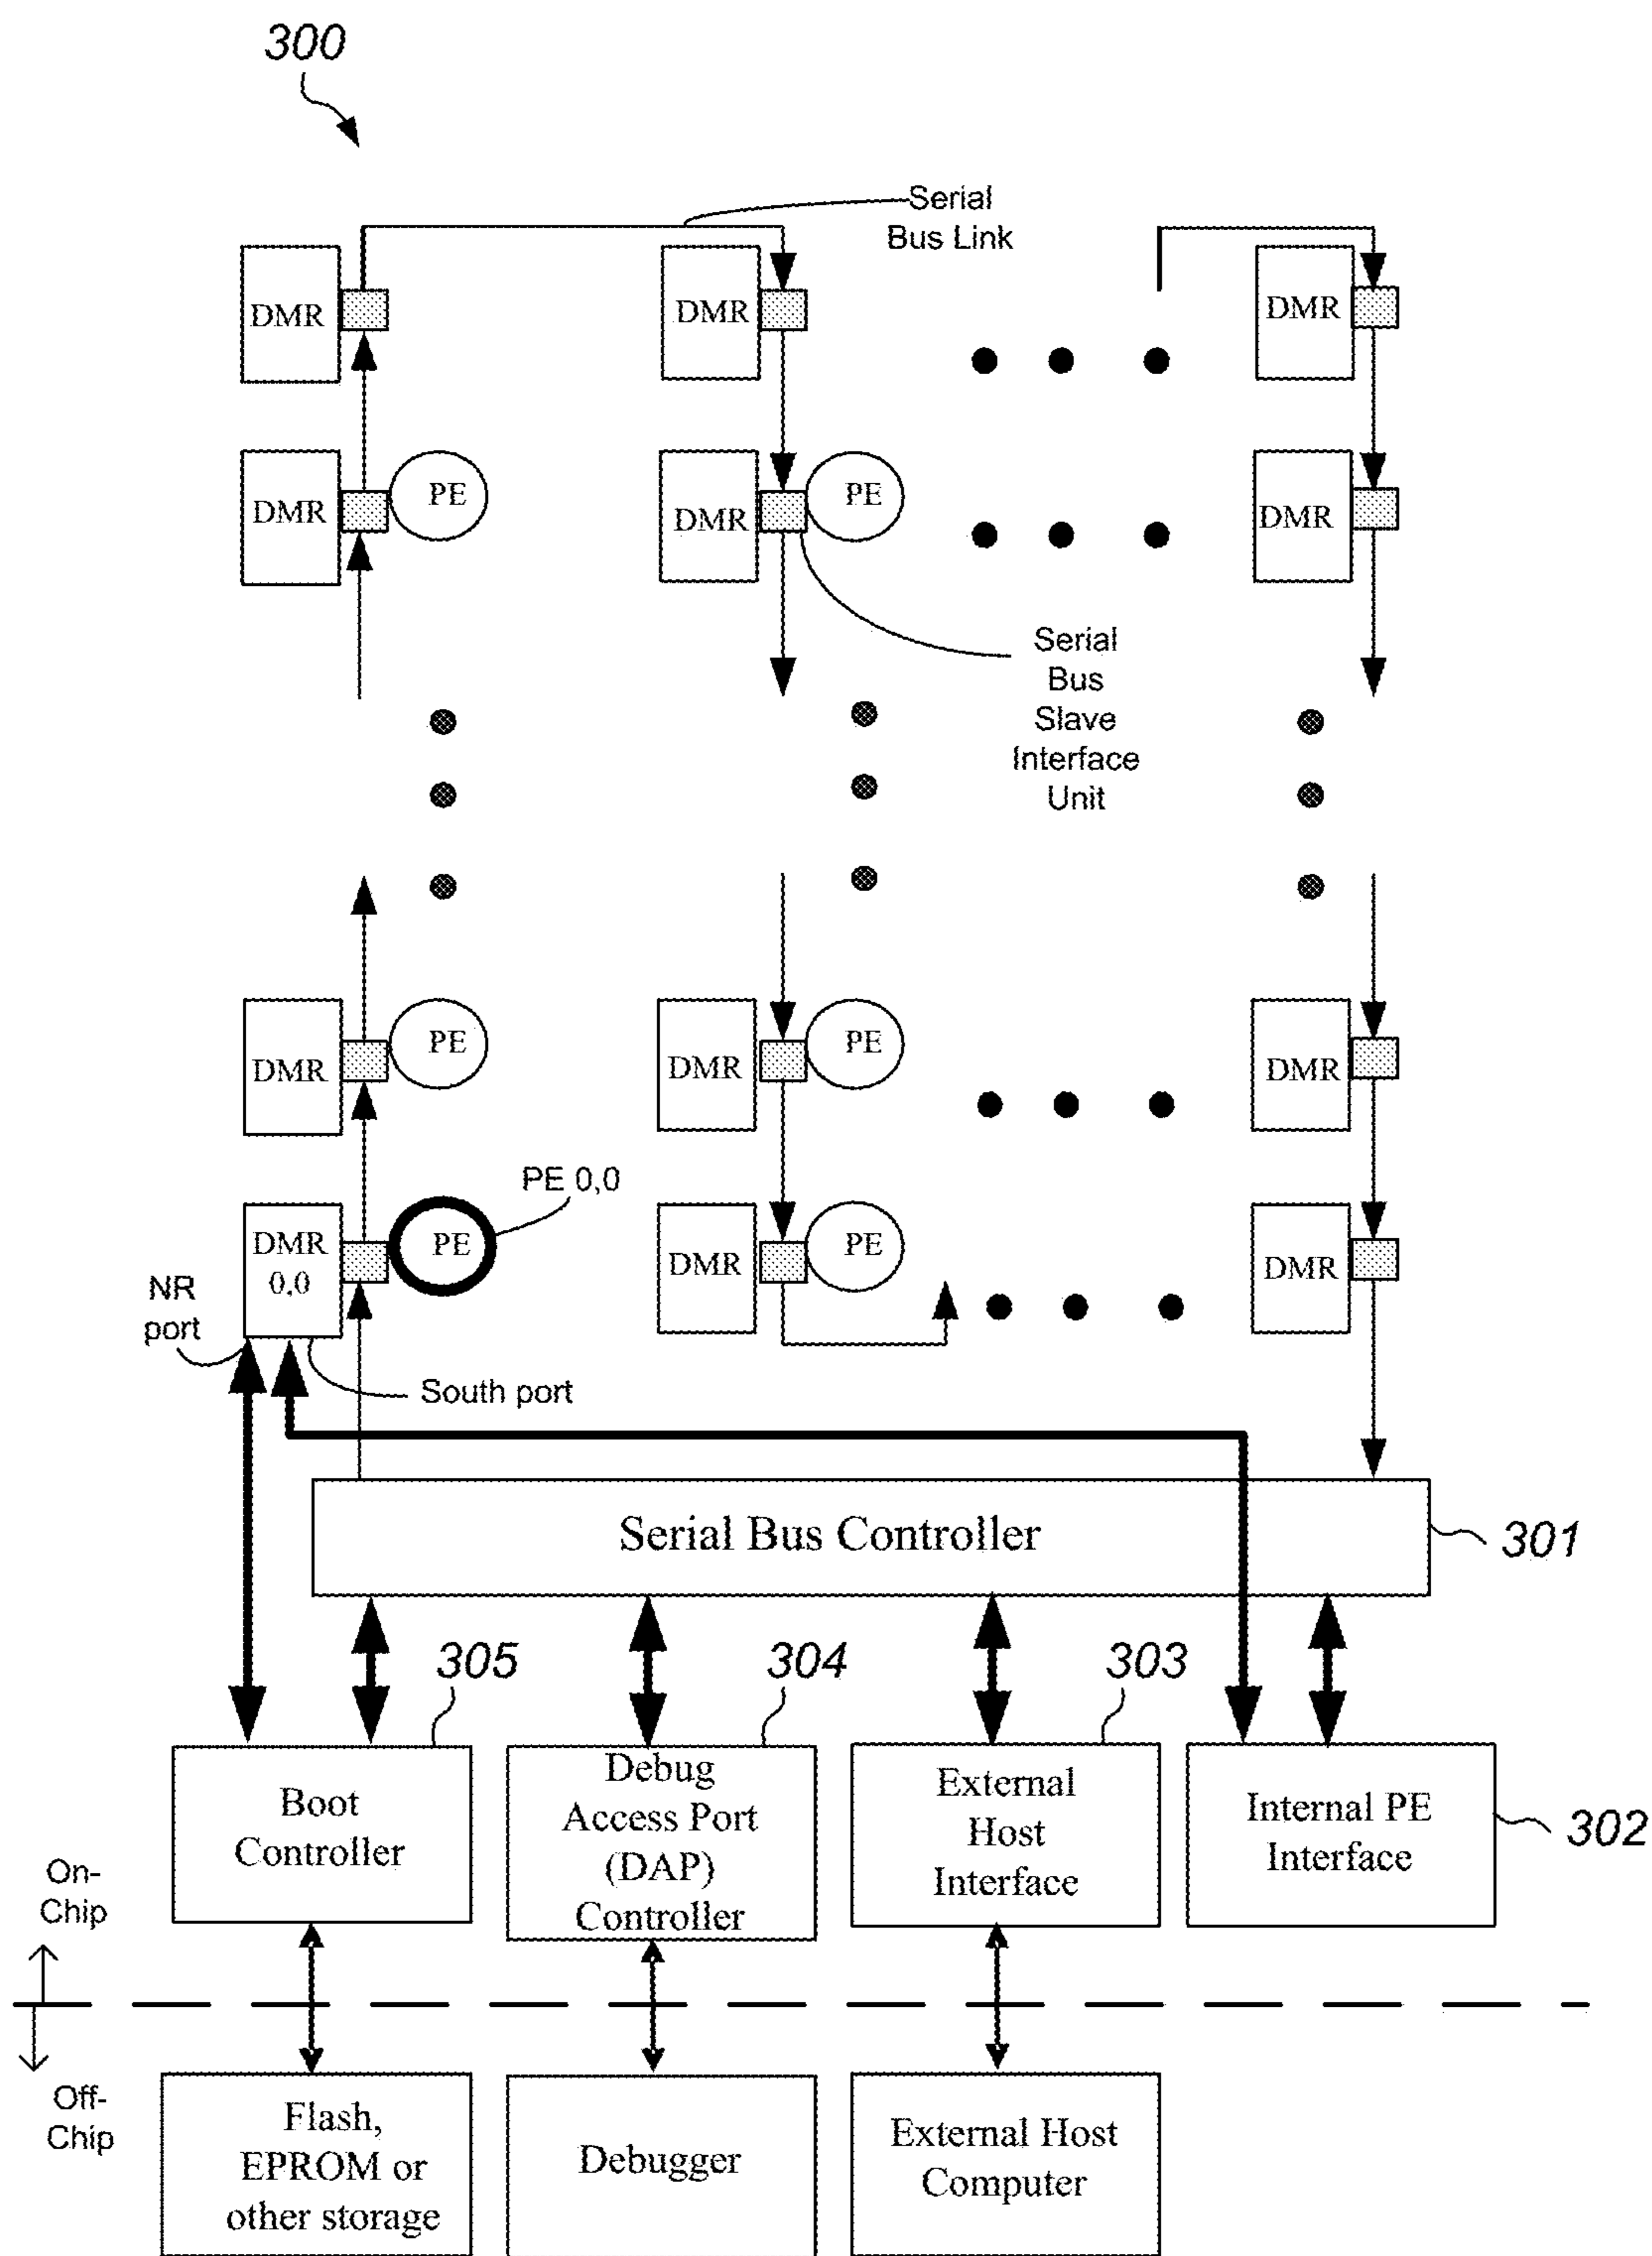 300
Serial
Bus Link
DMR
DMR
DMR
DMR
PE
DMR
PE
DMR
Serial
Bus
Slave
Interface
Unit
DMR
PE
DMR
PE
DMR
PE 0,0
DMR
0,0
PE
DMR
PE
DMR
NR
port
South port
Serial Bus Controller
301
305
304
303
Boot
Controller
Debug
Access Port
(DAP)
Controller
External
Host
Interface
Internal PE
Interface
302
On-
Chip
Off-
Chip
Flash,
EPROM or
other storage
Debugger
External Host
Computer